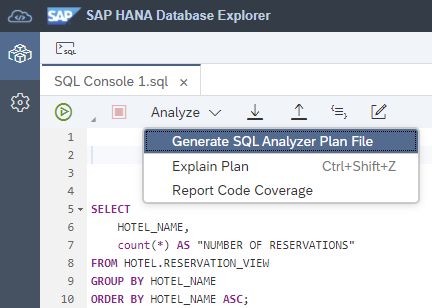 SAP SAP HANA Database Explorer
SQL
SQL Console 1.sql ×
Analyze
Generate SQL Analyzer Plan File
Explain Plan Ctrl+Shift+Z
Report Code Coverage
1
2
3
4
5 SELECT
6 HOTEL_NAME,
7 count(*) AS "NUMBER OF RESERVATIONS"
8 FROM HOTEL.RESERVATION_VIEW
9 GROUP BY HOTEL_NAME
10 ORDER BY HOTEL_NAME ASC;